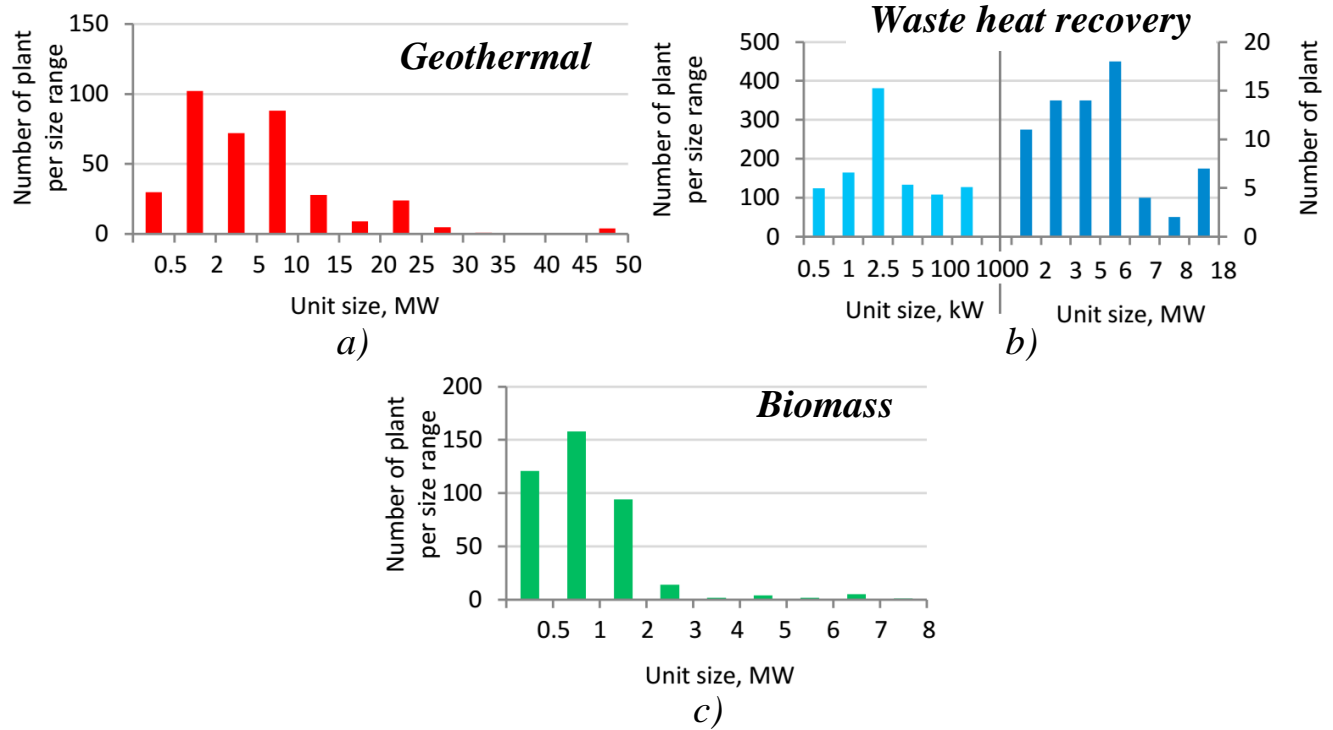 Geothermal
Number of plant
per size range
150
100
50
0
0.5 2 5 10 15 20 25 30 35 40 45 50
Unit size, MW
a)
Waste heat recovery
Number of plant
per size range
500
400
300
200
100
0
20
15
10
5
0
Number of plant
0.5 1 2.5 5 100 1000 2 3 5 6 7 8 18
Unit size, kW Unit size, MW
b)
Biomass
Number of plant
per size range
200
150
100
50
0
0.5 1 2 3 4 5 6 7 8
Unit size, MW
c)